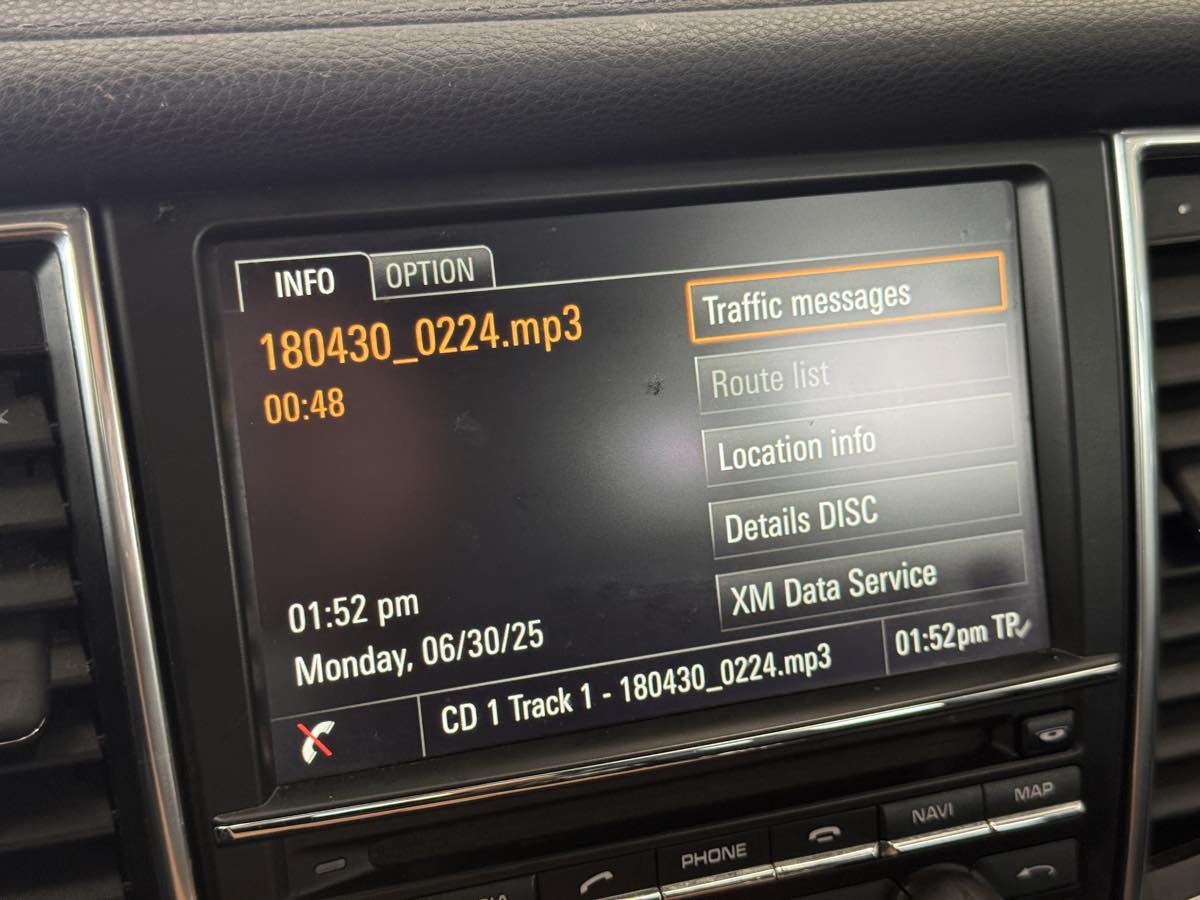 INFO
OPTION
180430_0224.mp3
00:48
Traffic messages
Route list
Location info
Details DISC
XM Data Service
01:52 pm
Monday, 06/30/25
CD 1 Track 1 - 180430_0224.mp3
01:52pm TP
PHONE
NAVI
MAP